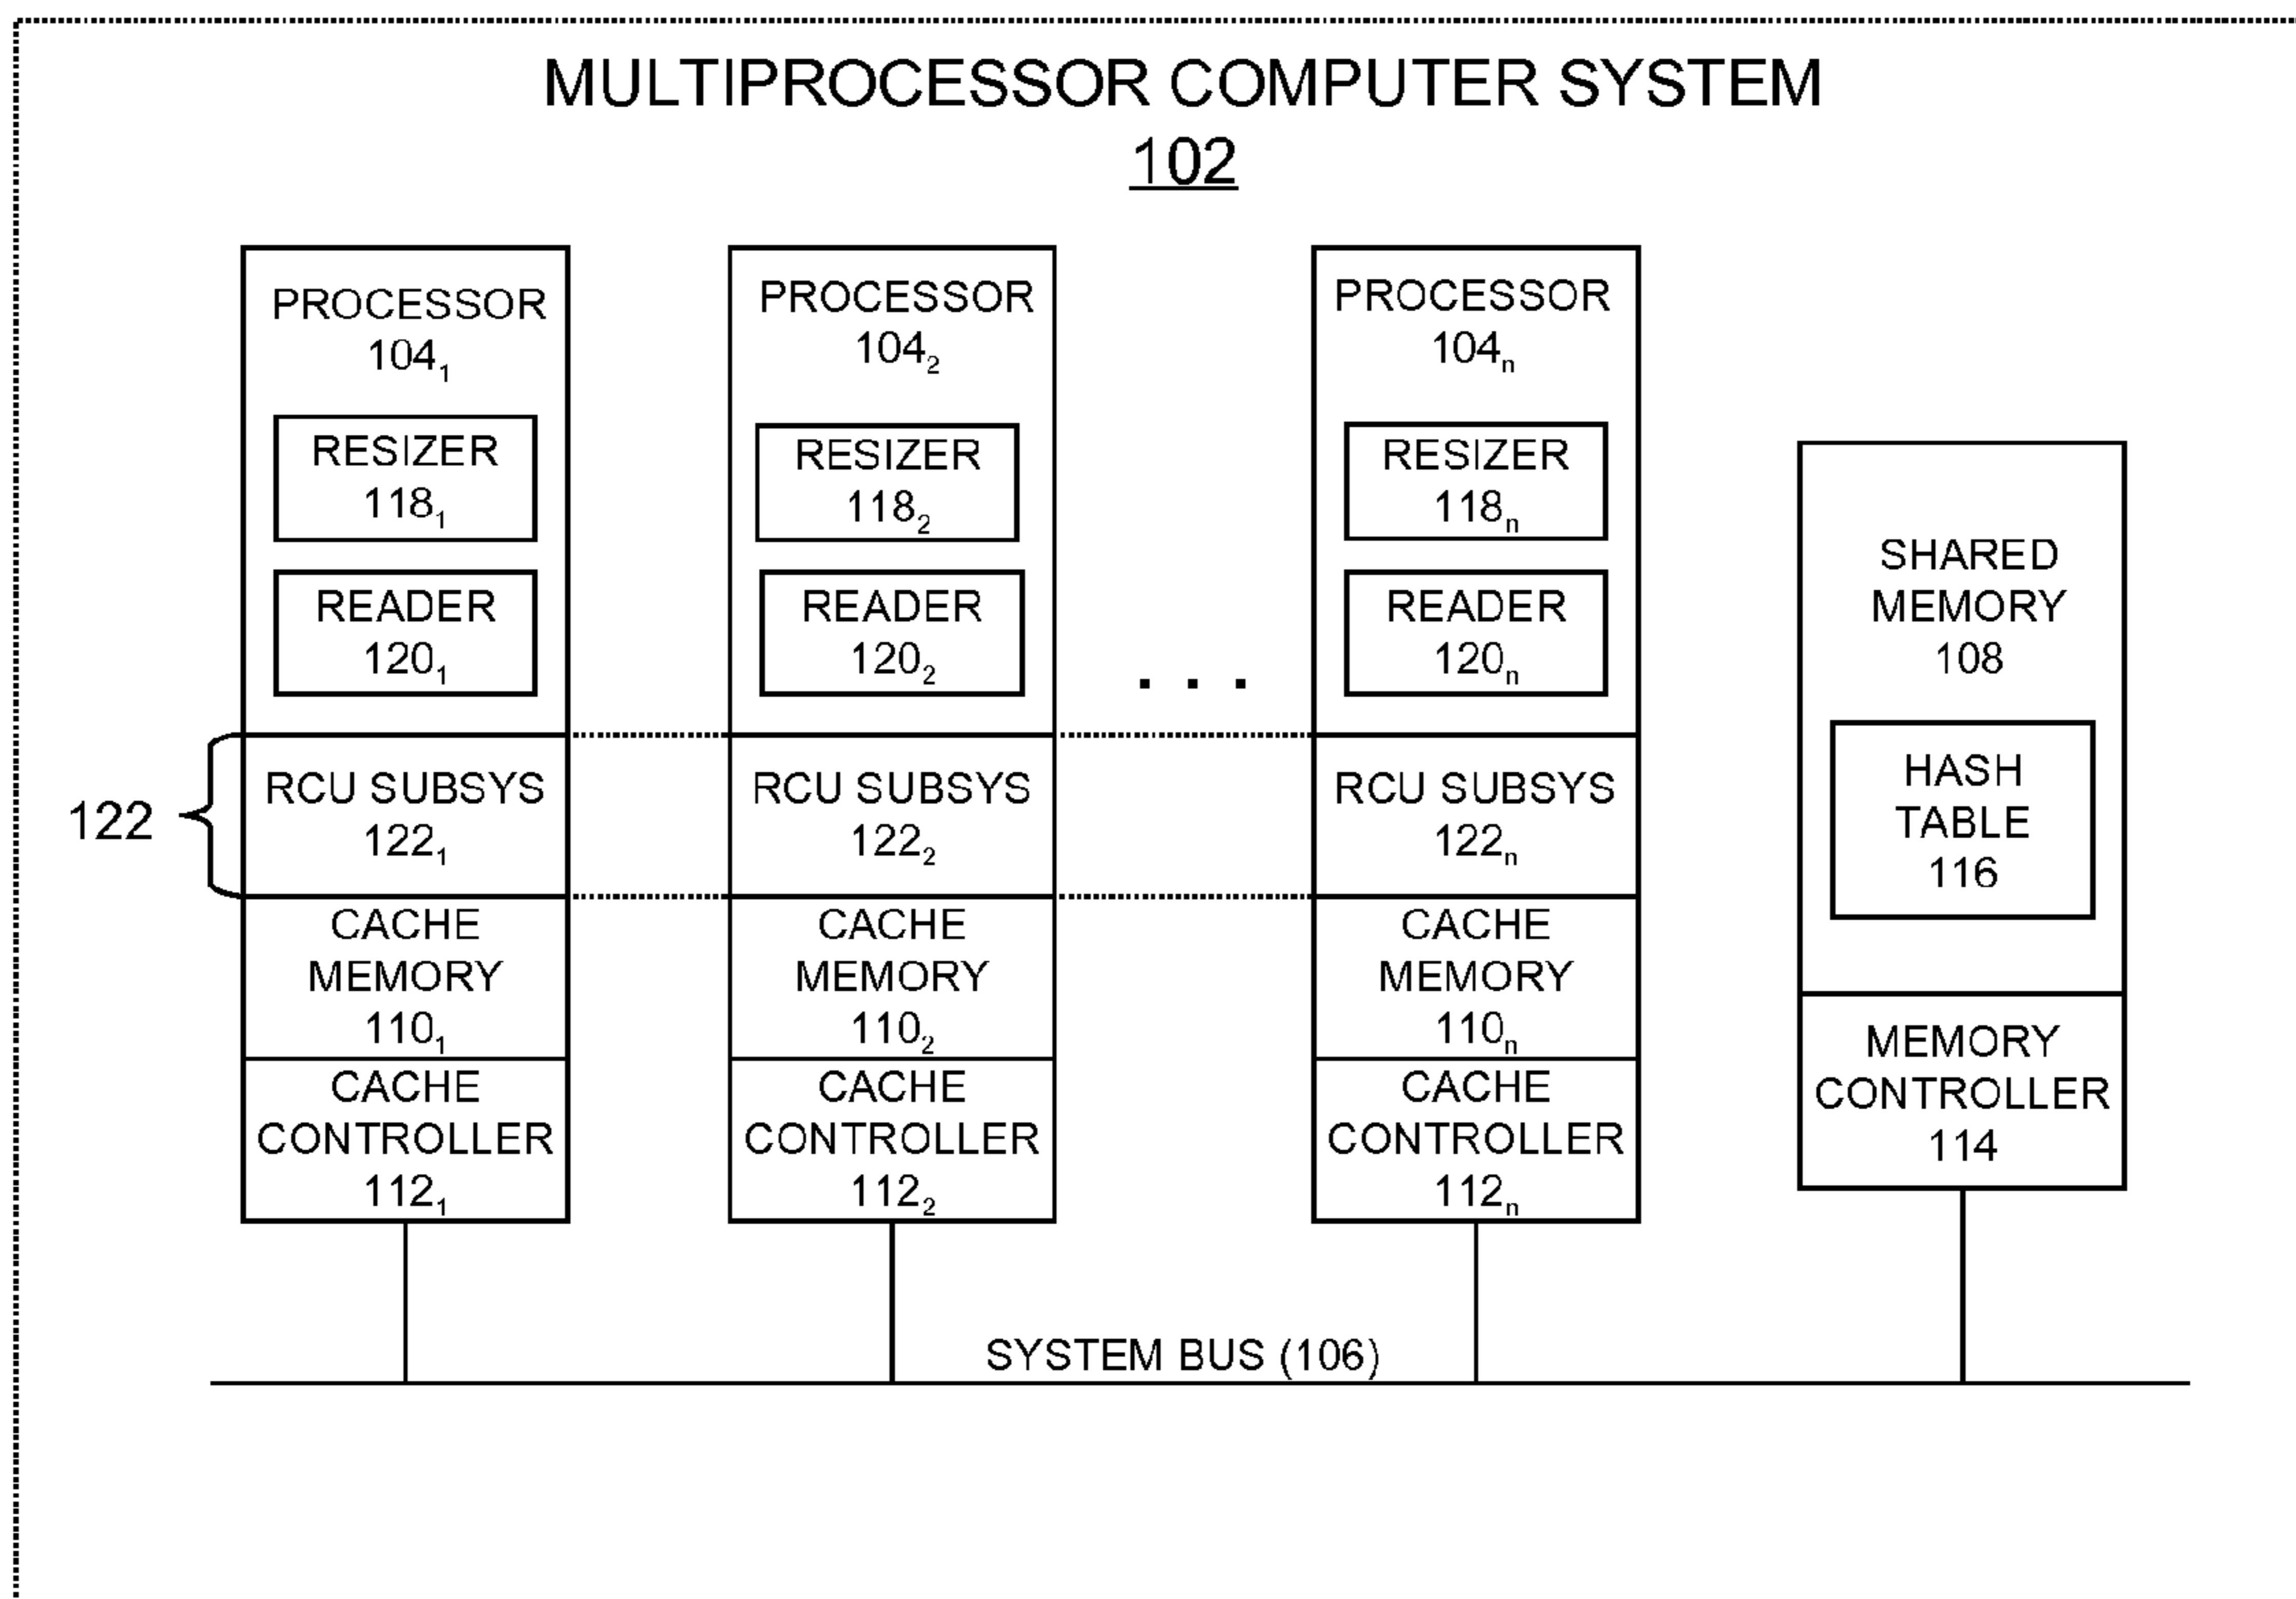 MULTIPROCESSOR COMPUTER SYSTEM
102
PROCESSOR
104₁
RESIZER
118₁
READER
120₁
RCU SUBSYS
122₁
CACHE
MEMORY
110₁
CACHE
CONTROLLER
112₁
122
PROCESSOR
104₂
RESIZER
118₂
READER
120₂
RCU SUBSYS
122₂
CACHE
MEMORY
110₂
CACHE
CONTROLLER
112₂
. . .
PROCESSOR
104ₙ
RESIZER
118ₙ
READER
120ₙ
RCU SUBSYS
122ₙ
CACHE
MEMORY
110ₙ
CACHE
CONTROLLER
112ₙ
SHARED
MEMORY
108
HASH
TABLE
116
MEMORY
CONTROLLER
114
SYSTEM BUS (106)